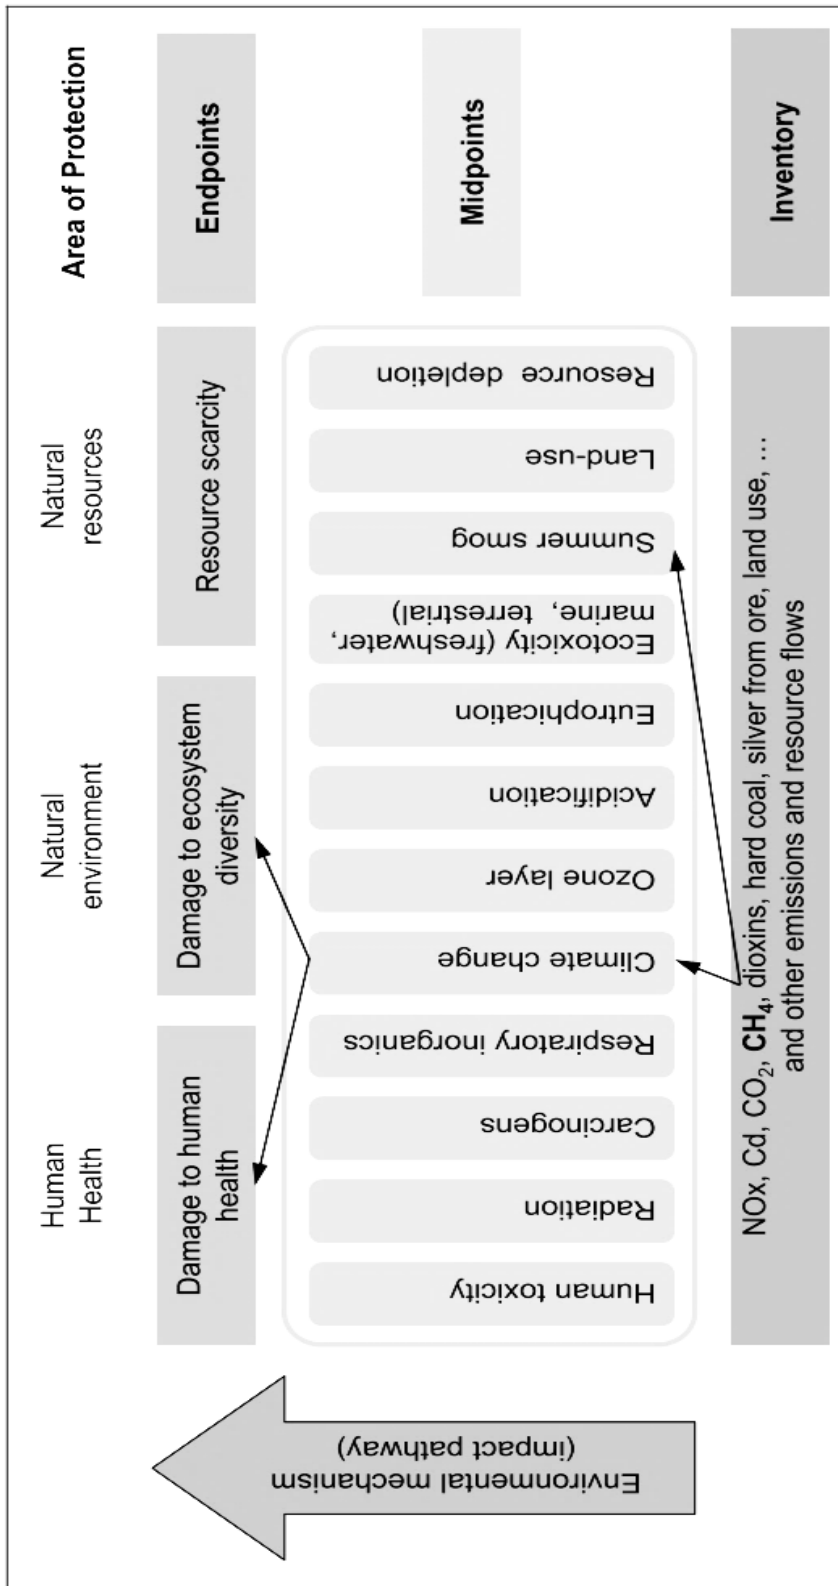 Human
Health
Natural
environment
Natural
resources
Area of Protection
Damage to human
health
Damage to ecosystem
diversity
Resource scarcity
Endpoints
Environmental mechanism
(impact pathway)
Human toxicity
Radiation
Carcinogens
Respiratory inorganics
Climate change
Ozone layer
Acidification
Eutrophication
Ecotoxicity (freshwater,
marine, terrestrial)
Summer smog
Land-use
Resource depletion
Midpoints
NOx, Cd, CO₂, CH₄, dioxins, hard coal, silver from ore, land use, ...
and other emissions and resource flows
Inventory